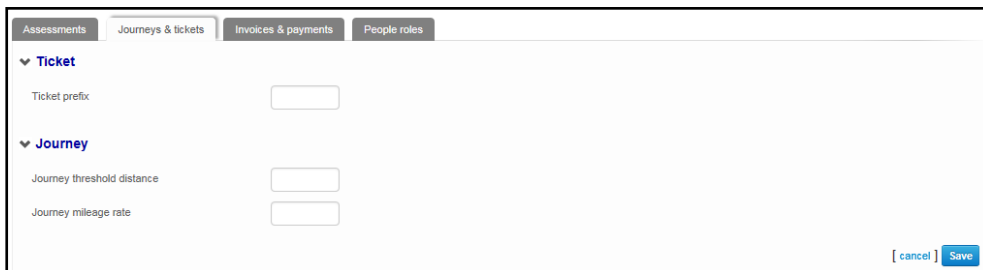 Assessments Journeys & tickets Invoices & payments People roles
Ticket
Ticket prefix
Journey
Journey threshold distance
Journey mileage rate
[ cancel ] Save